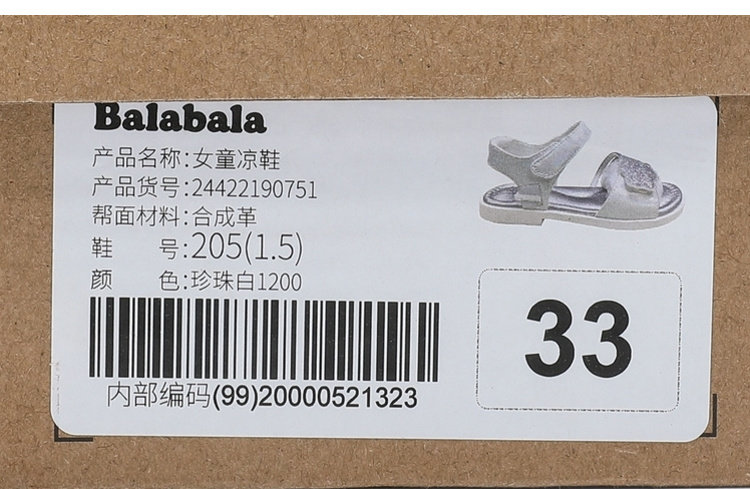 Balabala
产品名称:女童凉鞋
产品货号:24422190751
帮面材料:合成革
鞋 号:205(1.5)
颜 色:珍珠白1200
33
内部编码(99)20000521323